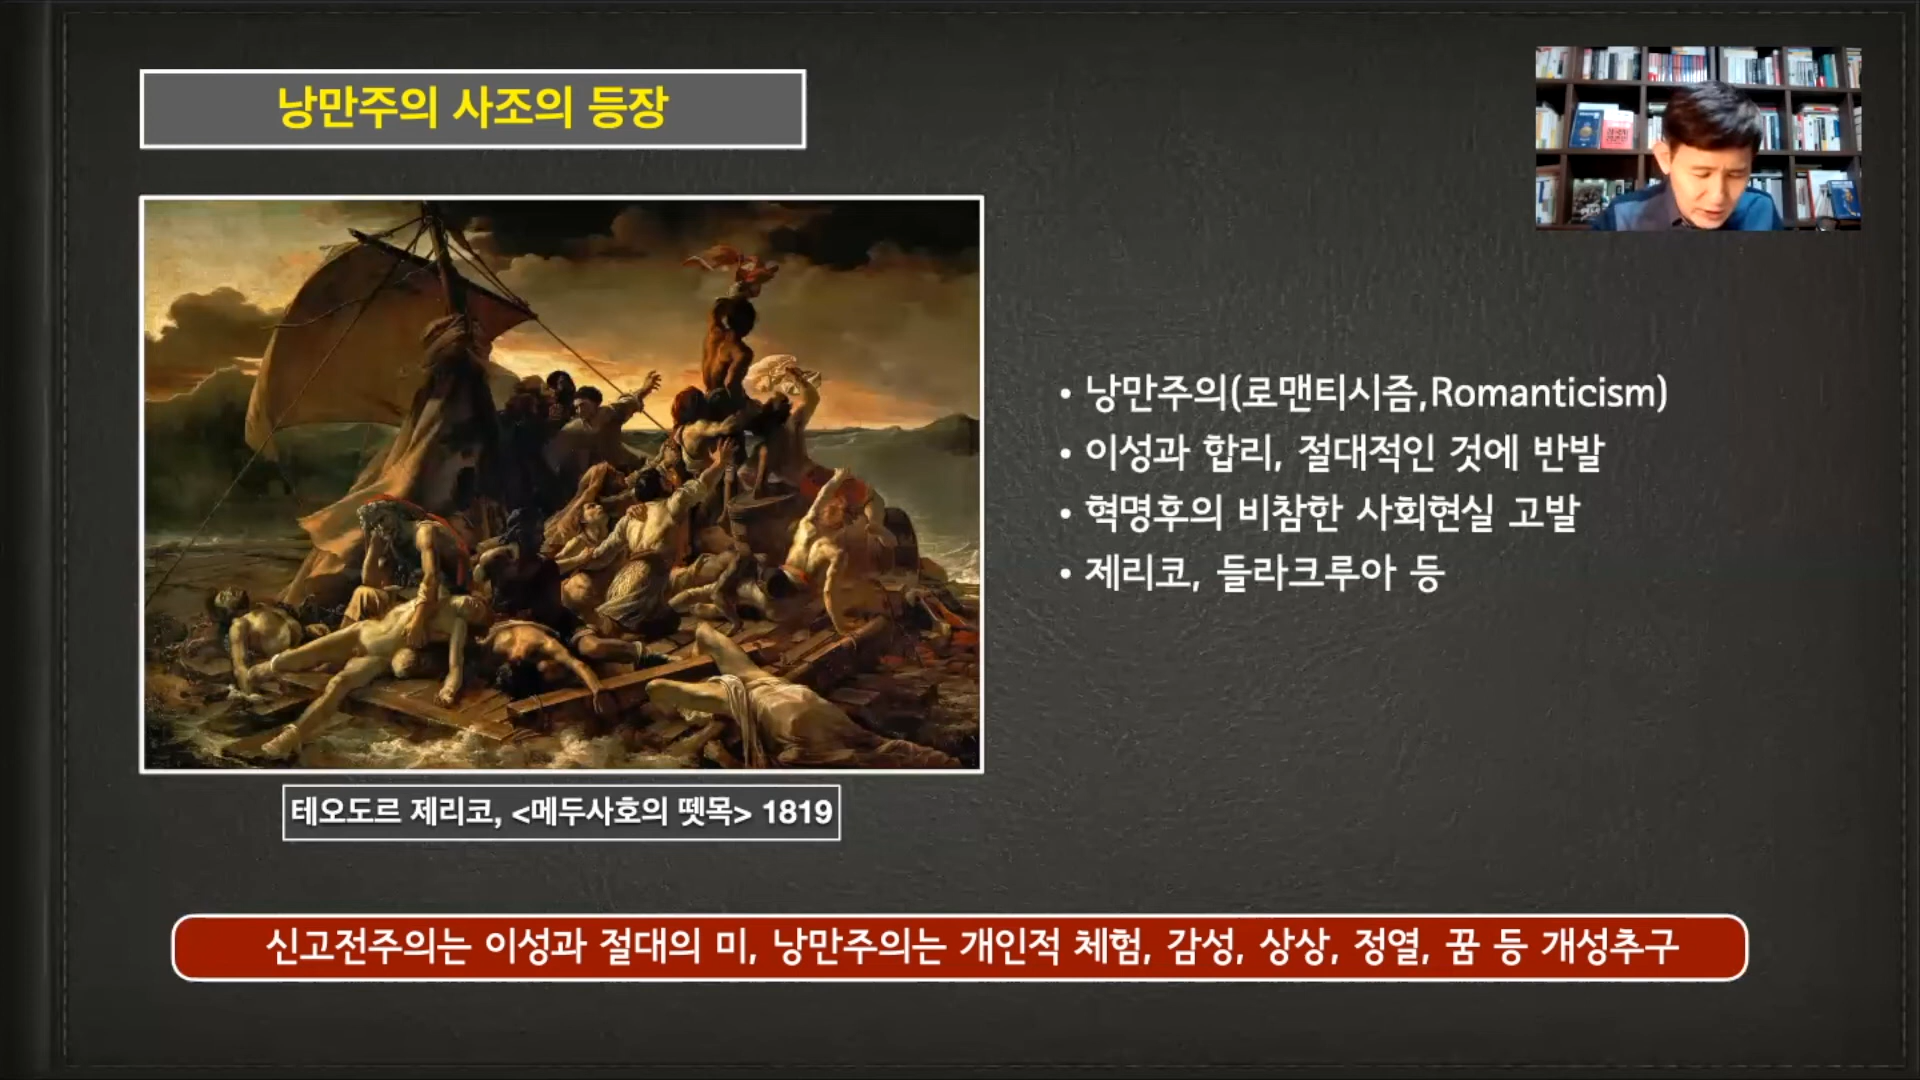 낭만주의 사조의 등장
• 낭만주의(로맨티시즘,Romanticism)
• 이성과 합리, 절대적인 것에 반발
• 혁명후의 비참한 사회현실 고발
• 제리코, 들라크루아 등
테오도르 제리코, <메두사호의 뗏목> 1819
신고전주의는 이성과 절대의 미, 낭만주의는 개인적 체험, 감성, 상상, 정열, 꿈 등 개성추구